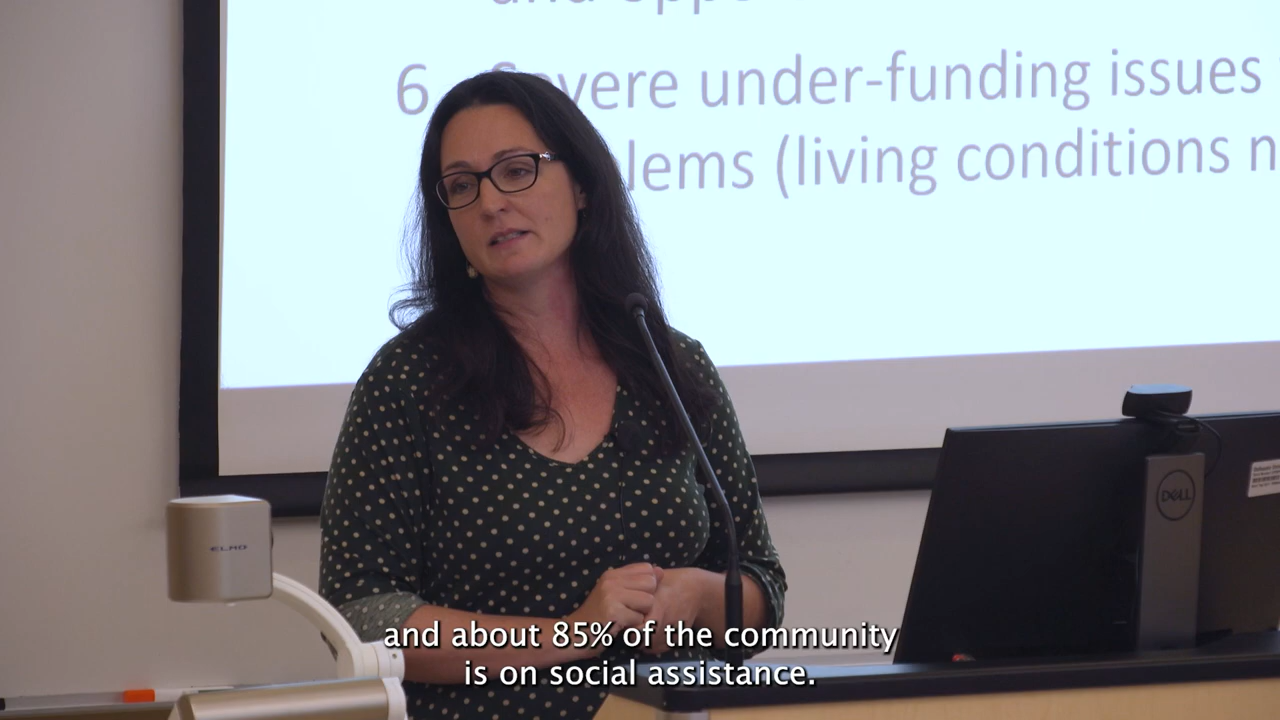 6. Severe under-funding issues
(living conditions
ELMO
DELL
and about 85% of the community
is on social assistance.